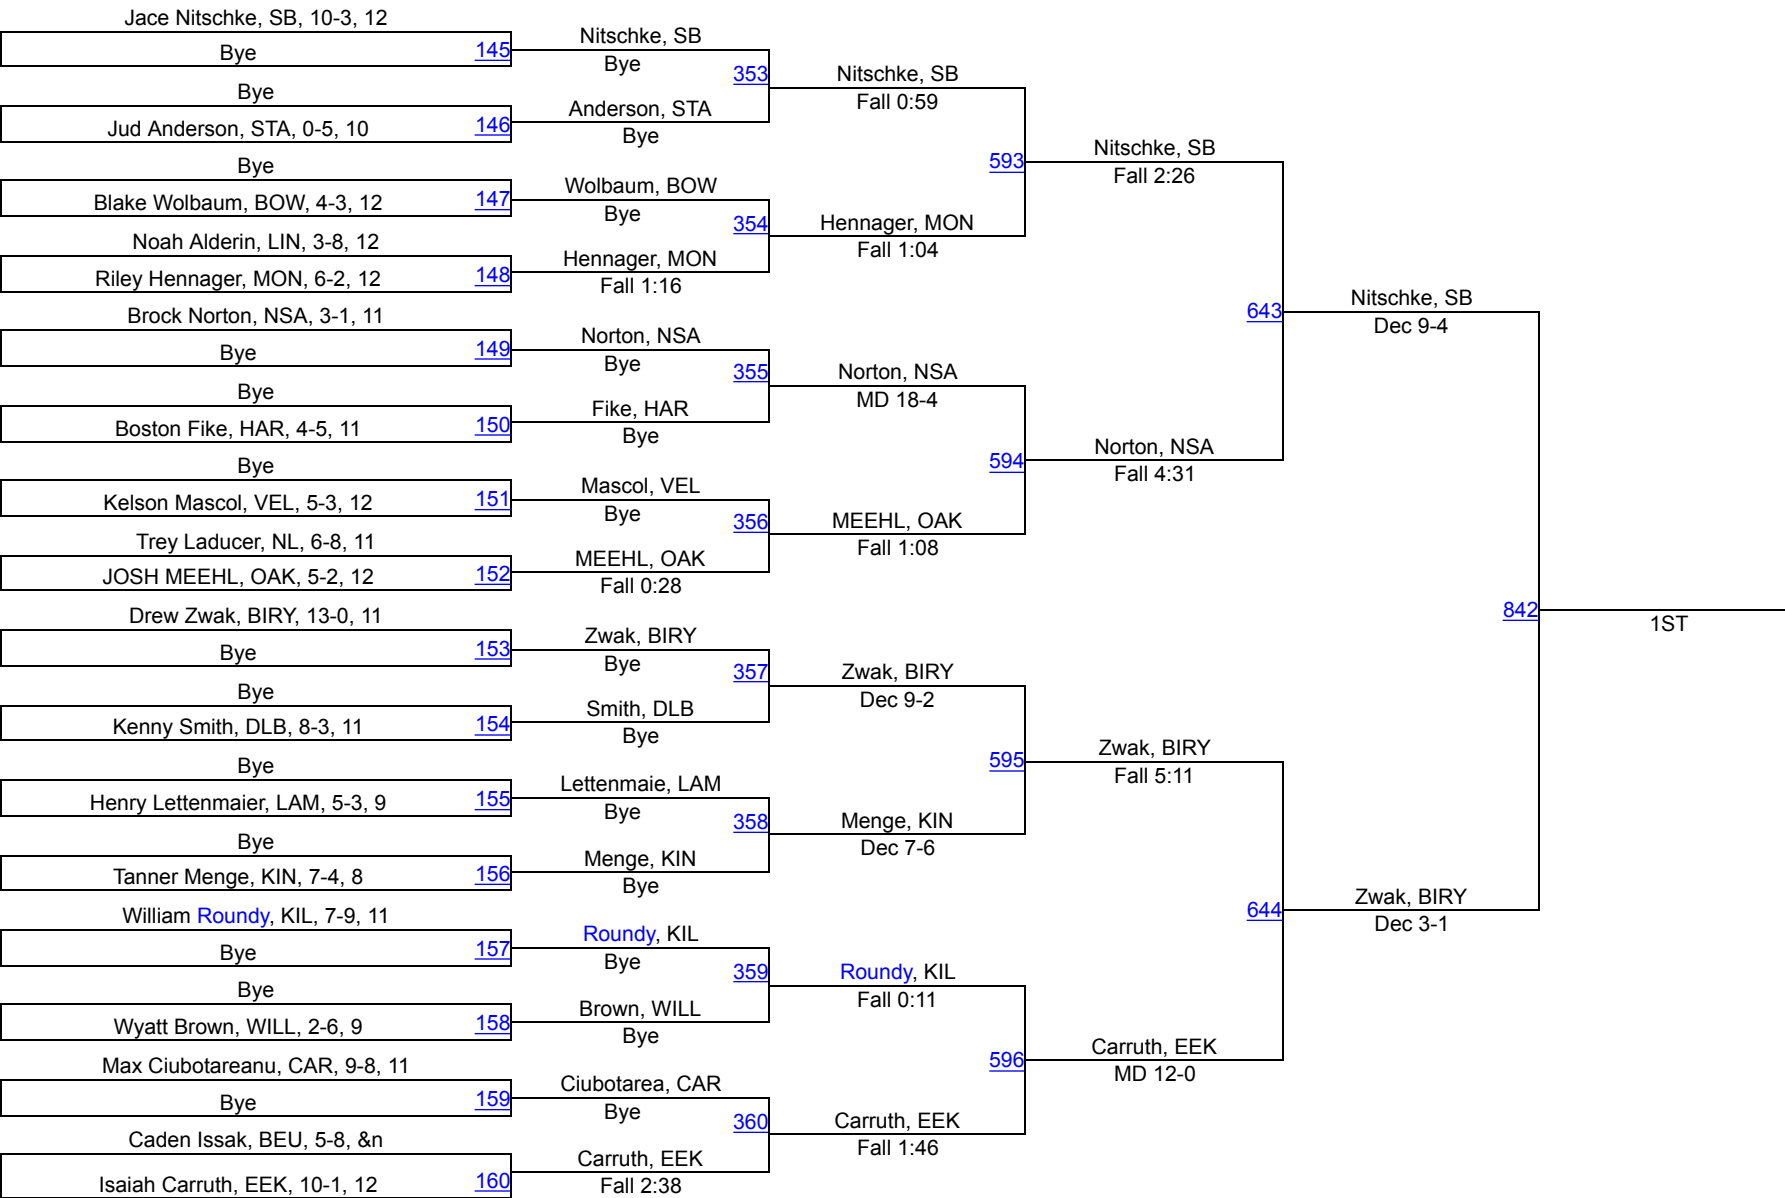 Jace Nitschke, SB, 10-3, 12
Bye
145
Bye
Jud Anderson, STA, 0-5, 10
146
Bye
Blake Wolbaum, BOW, 4-3, 12
147
Noah Alderin, LIN, 3-8, 12
Riley Hennager, MON, 6-2, 12
148
Brock Norton, NSA, 3-1, 11
Bye
149
Bye
Boston Fike, HAR, 4-5, 11
150
Bye
Kelson Mascol, VEL, 5-3, 12
151
Trey Laducer, NL, 6-8, 11
JOSH MEEHL, OAK, 5-2, 12
152
Drew Zwak, BIRY, 13-0, 11
Bye
153
Bye
Kenny Smith, DLB, 8-3, 11
154
Bye
Henry Lettenmaier, LAM, 5-3, 9
155
Bye
Tanner Menge, KIN, 7-4, 8
156
William Roundy, KIL, 7-9, 11
Bye
157
Bye
Wyatt Brown, WILL, 2-6, 9
158
Max Ciubotareanu, CAR, 9-8, 11
Bye
159
Caden Issak, BEU, 5-8, &n
Isaiah Carruth, EEK, 10-1, 12
160
Nitschke, SB
Bye
353
Anderson, STA
Bye
Wolbaum, BOW
Bye
354
Hennager, MON
Fall 1:16
Norton, NSA
Bye
355
Fike, HAR
Bye
Mascol, VEL
Bye
356
MEEHL, OAK
Fall 0:28
Zwak, BIRY
Bye
357
Smith, DLB
Bye
Lettenmaie, LAM
Bye
358
Menge, KIN
Bye
Roundy, KIL
Bye
359
Brown, WILL
Bye
Ciubotarea, CAR
Bye
360
Carruth, EEK
Fall 2:38
Nitschke, SB
Fall 0:59
593
Hennager, MON
Fall 1:04
Norton, NSA
MD 18-4
594
MEEHL, OAK
Fall 1:08
Zwak, BIRY
Dec 9-2
595
Menge, KIN
Dec 7-6
Roundy, KIL
Fall 0:11
596
Carruth, EEK
Fall 1:46
Nitschke, SB
Fall 2:26
643
Norton, NSA
Fall 4:31
Zwak, BIRY
Fall 5:11
644
Carruth, EEK
MD 12-0
Nitschke, SB
Dec 9-4
842
Zwak, BIRY
Dec 3-1
1ST